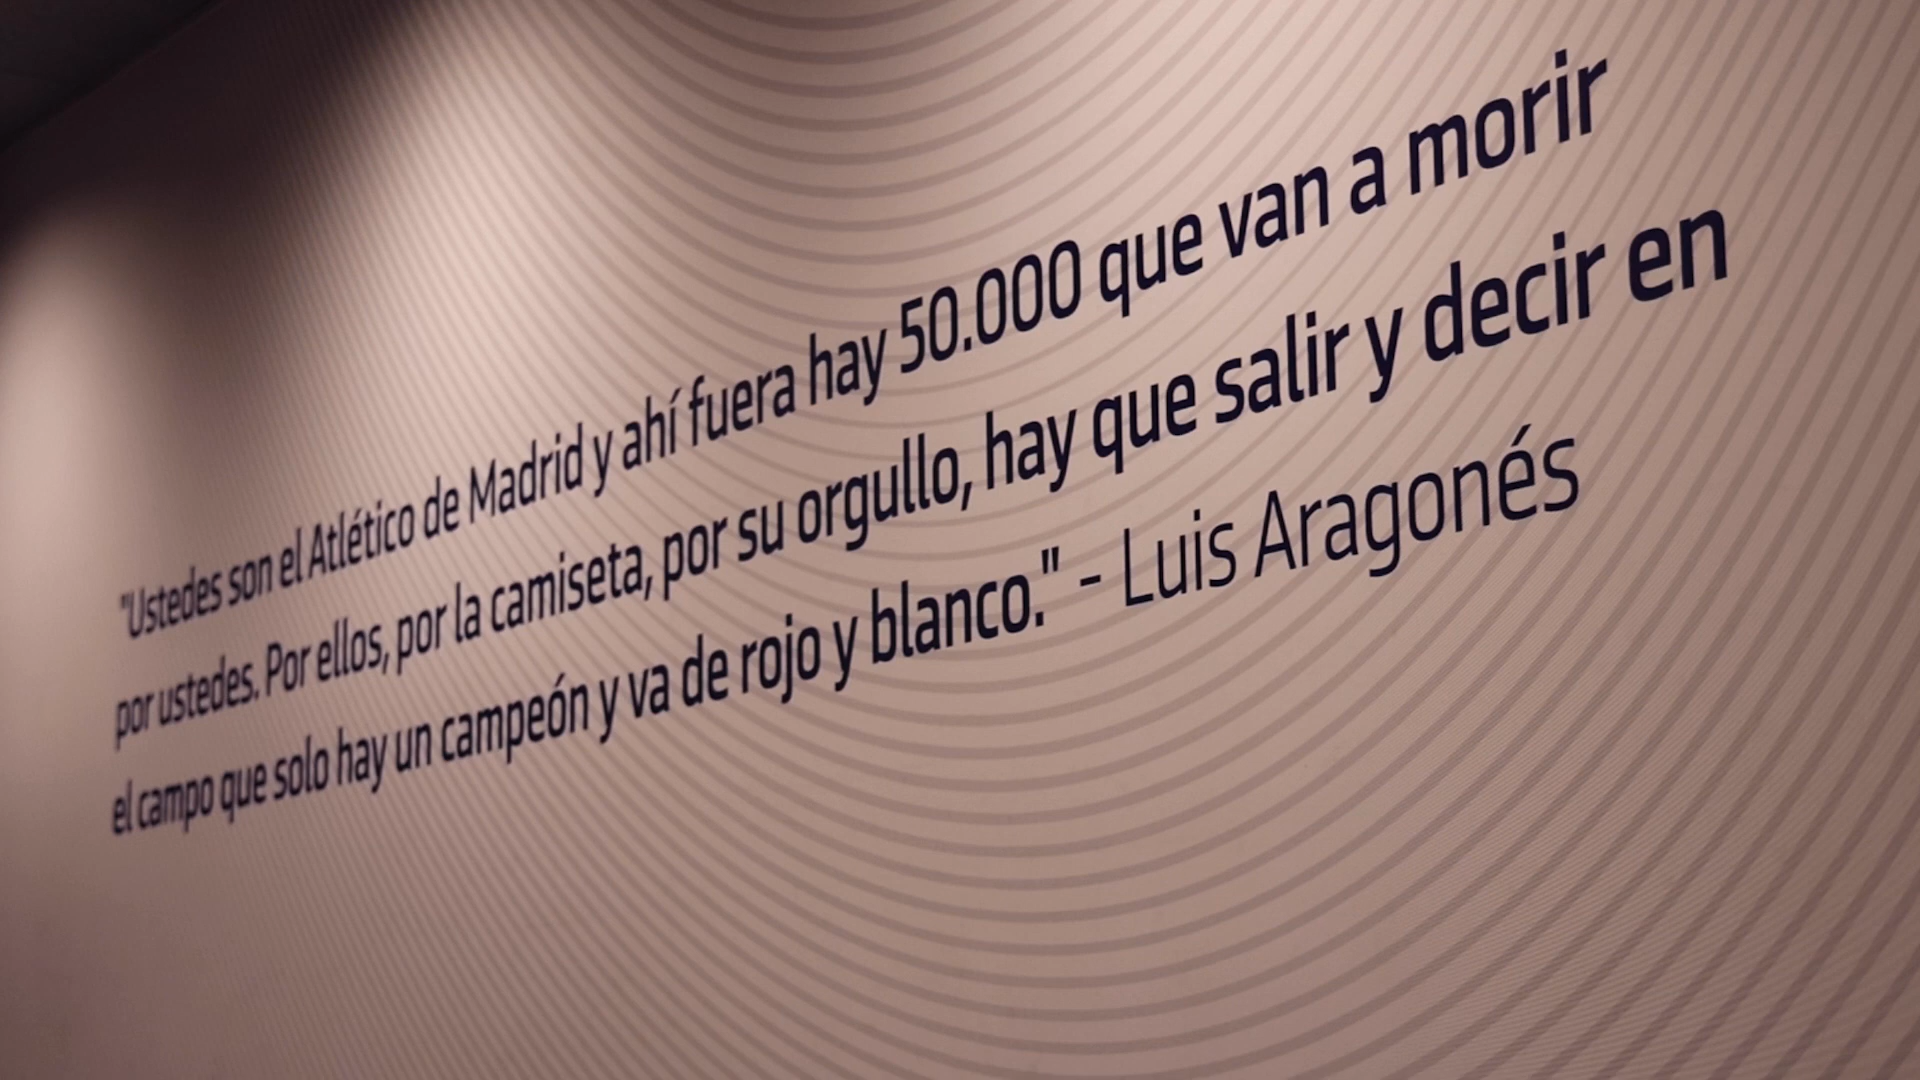 "Ustedes son el Atlético de Madrid y ahí fuera hay 50.000 que van a morir
por ustedes. Por ellos, por la camiseta, por su orgullo, hay que salir y decir en
el campo que solo hay un campeón y va de rojo y blanco." - Luis Aragonés